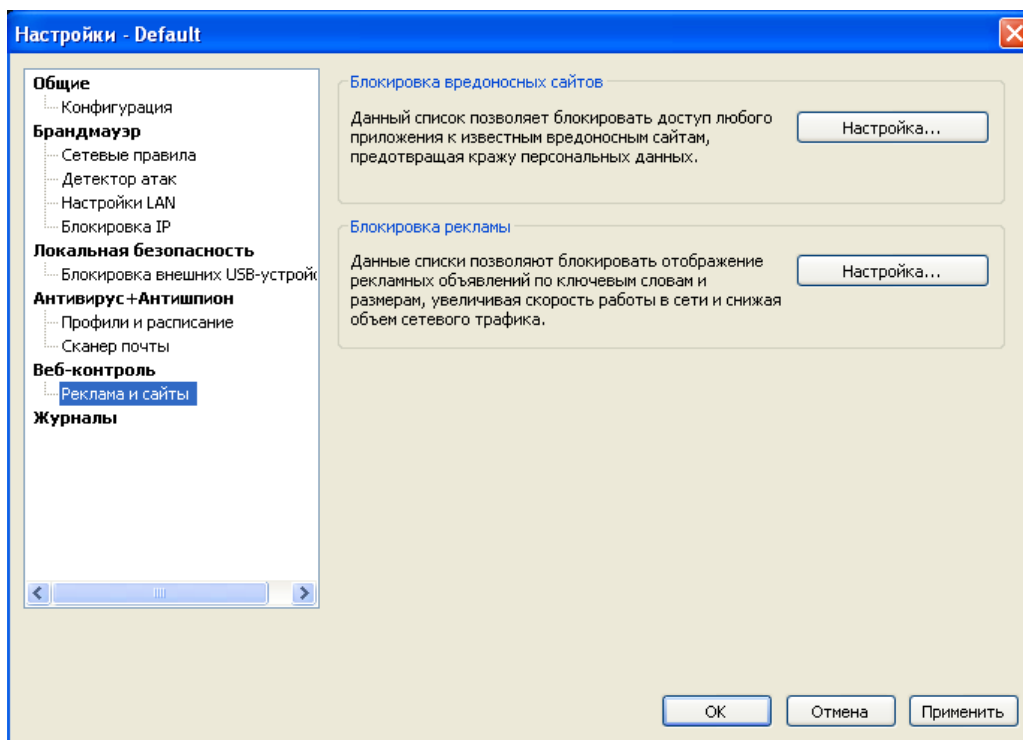 Настройки - Default
Общие
Конфигурация
Брандмауэр
Сетевые правила
Детектор атак
Настройки LAN
Блокировка IP
Локальная безопасность
Блокировка внешних USB-устрой
Антивирус+Антишпион
Профили и расписание
Сканер почты
Веб-контроль
Реклама и сайты
Журналы
Блокировка вредоносных сайтов
Данный список позволяет блокировать доступ любого
приложения к известным вредоносным сайтам,
предотвращая кражу персональных данных.
Настройка...
Блокировка рекламы
Данные списки позволяют блокировать отображение
рекламных объявлений по ключевым словам и
размерам, увеличивая скорость работы в сети и снижая
объем сетевого трафика.
Настройка...
OK
Отмена
Применить